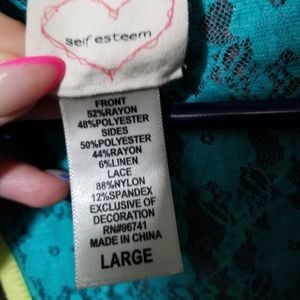 self esteem
FRONT
52%RAYON
48%POLYESTER
SIDES
50%POLYESTER
44%RAYON
6%LINEN
LACE
88%NYLON
12%SPANDEX
EXCLUSIVE OF
DECORATION
RN#96741
MADE IN CHINA
LARGE